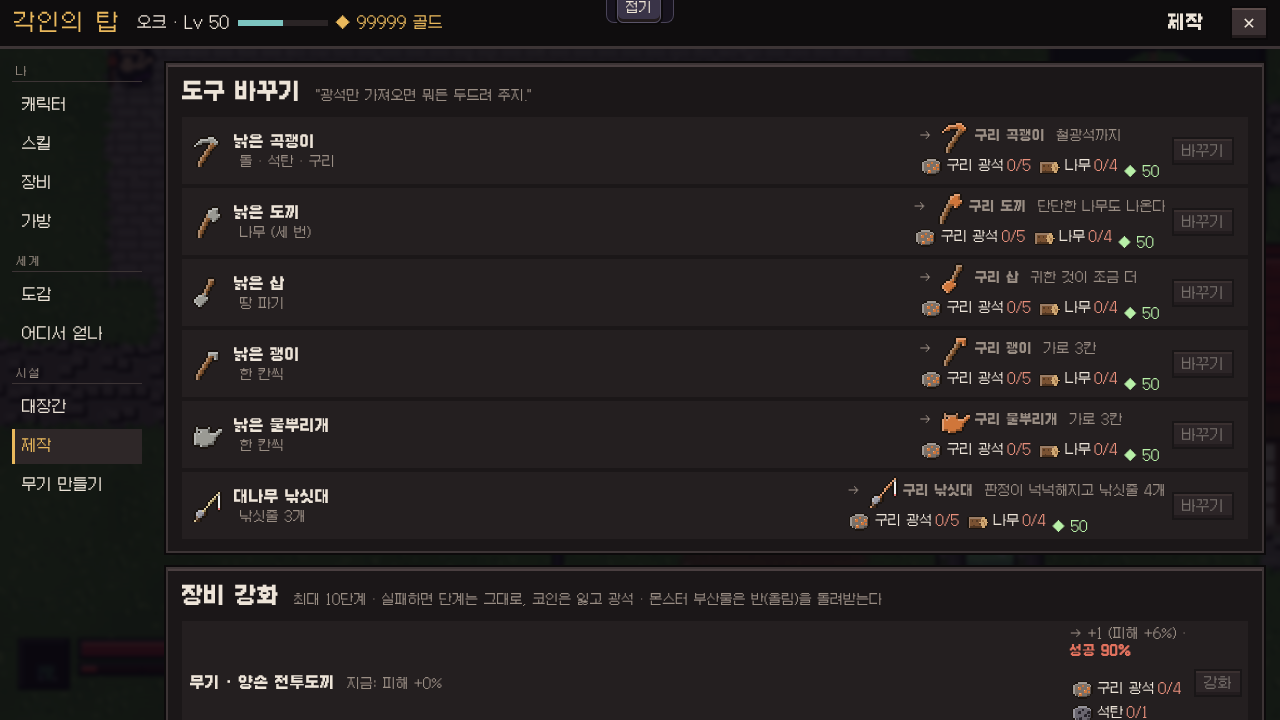 각인의 탑 오크 · Lv 50 99999 골드 접기 제작 ×
나
캐릭터
스킬
장비
가방
세계
도감
어디서 얻나
시설
대장간
제작
무기 만들기
도구 바꾸기 "광석만 가져오면 뭐든 두드려 주지."
낡은 곡괭이 → 구리 곡괭이 철광석까지
돌 · 석탄 · 구리 구리 광석 0/5 나무 0/4 50 바꾸기
낡은 도끼 → 구리 도끼 단단한 나무도 나온다
나무 (세 번) 구리 광석 0/5 나무 0/4 50 바꾸기
낡은 삽 → 구리 삽 귀한 것이 조금 더
땅 파기 구리 광석 0/5 나무 0/4 50 바꾸기
낡은 괭이 → 구리 괭이 가로 3칸
한 칸씩 구리 광석 0/5 나무 0/4 50 바꾸기
낡은 물뿌리개 → 구리 물뿌리개 가로 3칸
한 칸씩 구리 광석 0/5 나무 0/4 50 바꾸기
대나무 낚싯대 → 구리 낚싯대 판정이 넉넉해지고 낚싯줄 4개
낚싯줄 3개 구리 광석 0/5 나무 0/4 50 바꾸기
장비 강화 최대 10단계 · 실패하면 단계는 그대로, 코인은 잃고 광석 · 몬스터 부산물은 반(올림)을 돌려받는다
→ +1 (피해 +6%) ·
성공 90%
무기 · 양손 전투도끼 지금: 피해 +0% 구리 광석 0/4 강화
석탄 0/1